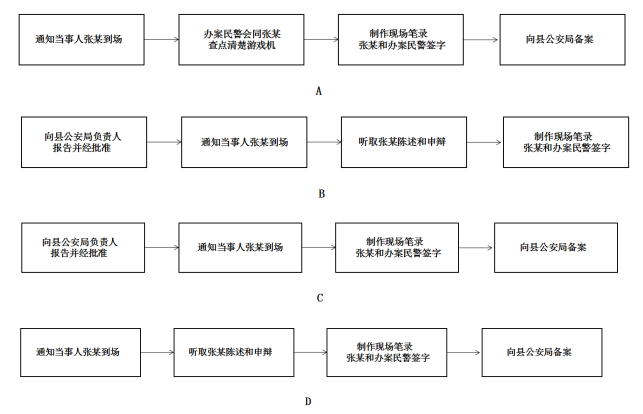 通知当事人张某到场
办案民警会同张某
查点清楚游戏机
制作现场笔录
张某和办案民警签字
向县公安局备案
A
向县公安局负责人
报告并经批准
通知当事人张某到场
听取张某陈述和申辩
制作现场笔录
张某和办案民警签字
B
向县公安局负责人
报告并经批准
通知当事人张某到场
制作现场笔录
张某和办案民警签字
向县公安局备案
C
通知当事人张某到场
听取张某陈述和申辩
制作现场笔录
张某和办案民警签字
向县公安局备案
D